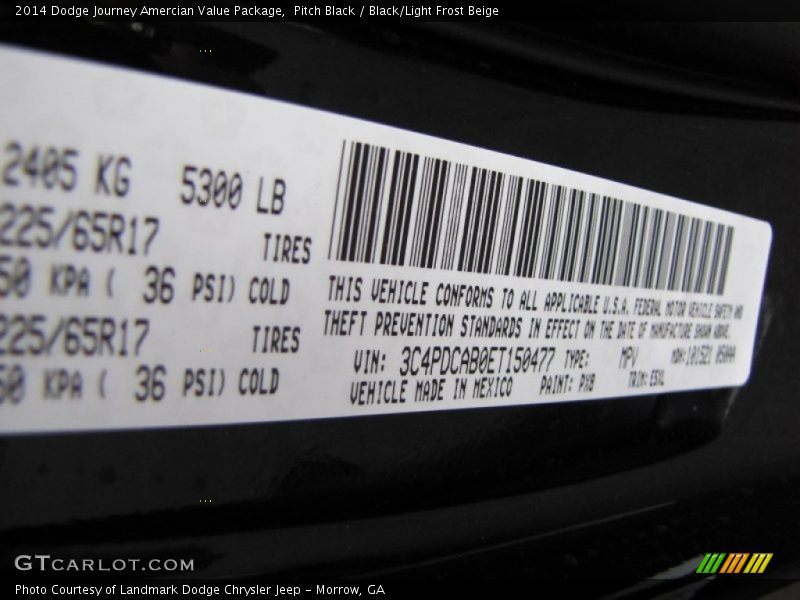 2014 Dodge Journey Amercian Value Package,  Pitch Black / Black/Light Frost Beige
2405 KG 5300 LB
225/65R17 TIRES
50 KPA ( 36 PSI) COLD
225/65R17 TIRES
50 KPA ( 36 PSI) COLD
THIS VEHICLE CONFORMS TO ALL APPLICABLE U.S.A. FEDERAL MOTOR VEHICLE SAFETY AND
THEFT PREVENTION STANDARDS IN EFFECT ON THE DATE OF MANUFACTURE SHOWN ABOVE.
VIN: 3C4PDCAB0ET150477 TYPE: MPV
VEHICLE MADE IN MEXICO PAINT: PX8 TRIM:
GTCARLOT.COM
Photo Courtesy of Landmark Dodge Chrysler Jeep - Morrow, GA